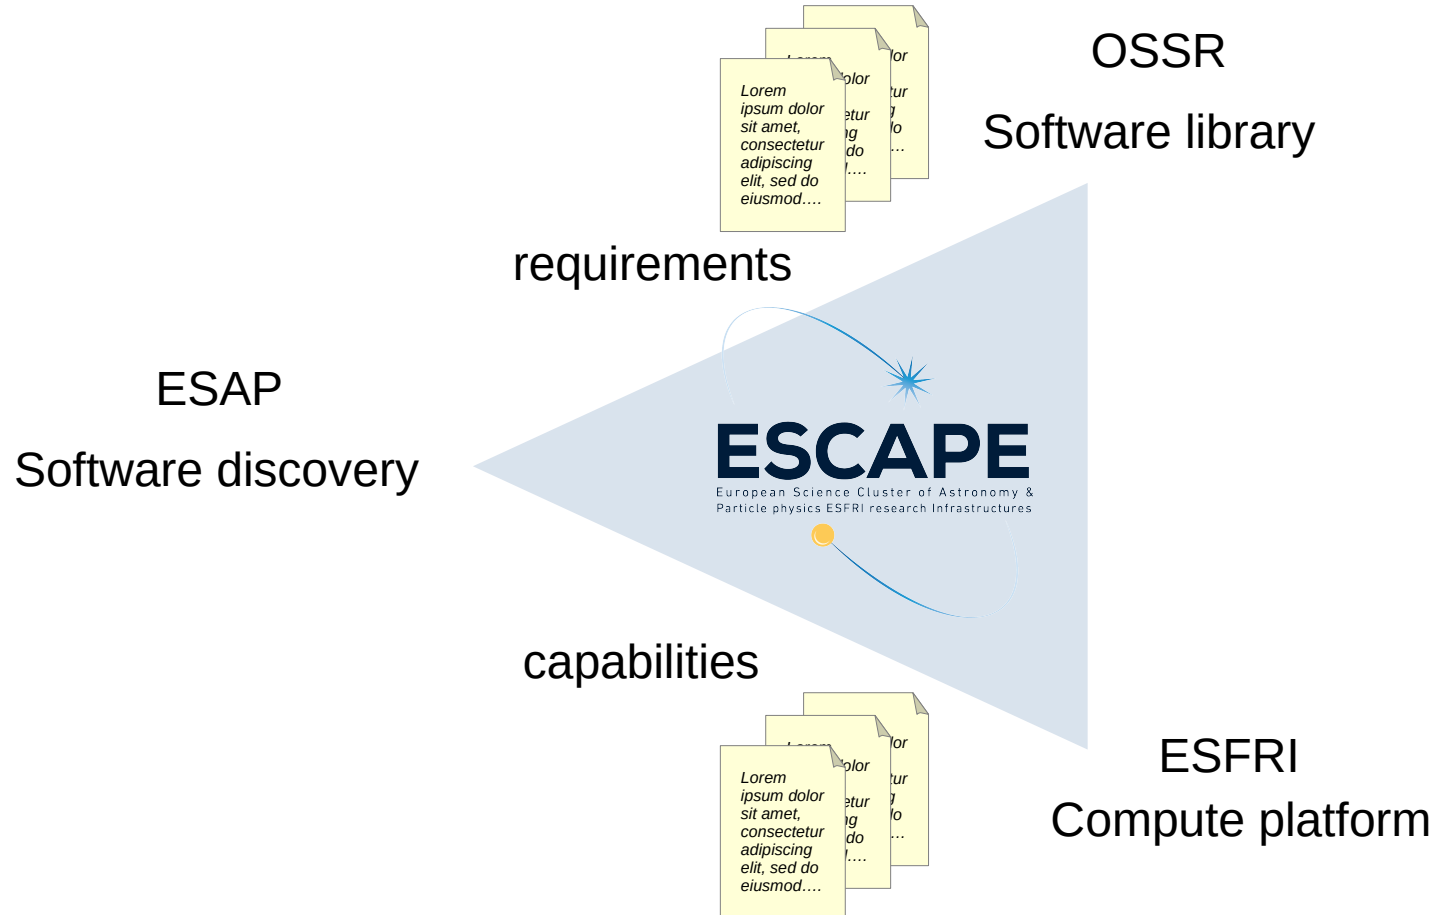 OSSR
Software library
Lorem
ipsum dolor
sit amet,
consectetur
adipiscing
elit, sed do
eiusmod….
requirements
ESAP
Software discovery
ESCAPE
European Science Cluster of Astronomy &
Particle physics ESFRI research Infrastructures
capabilities
Lorem
ipsum dolor
sit amet,
consectetur
adipiscing
elit, sed do
eiusmod….
ESFRI
Compute platform